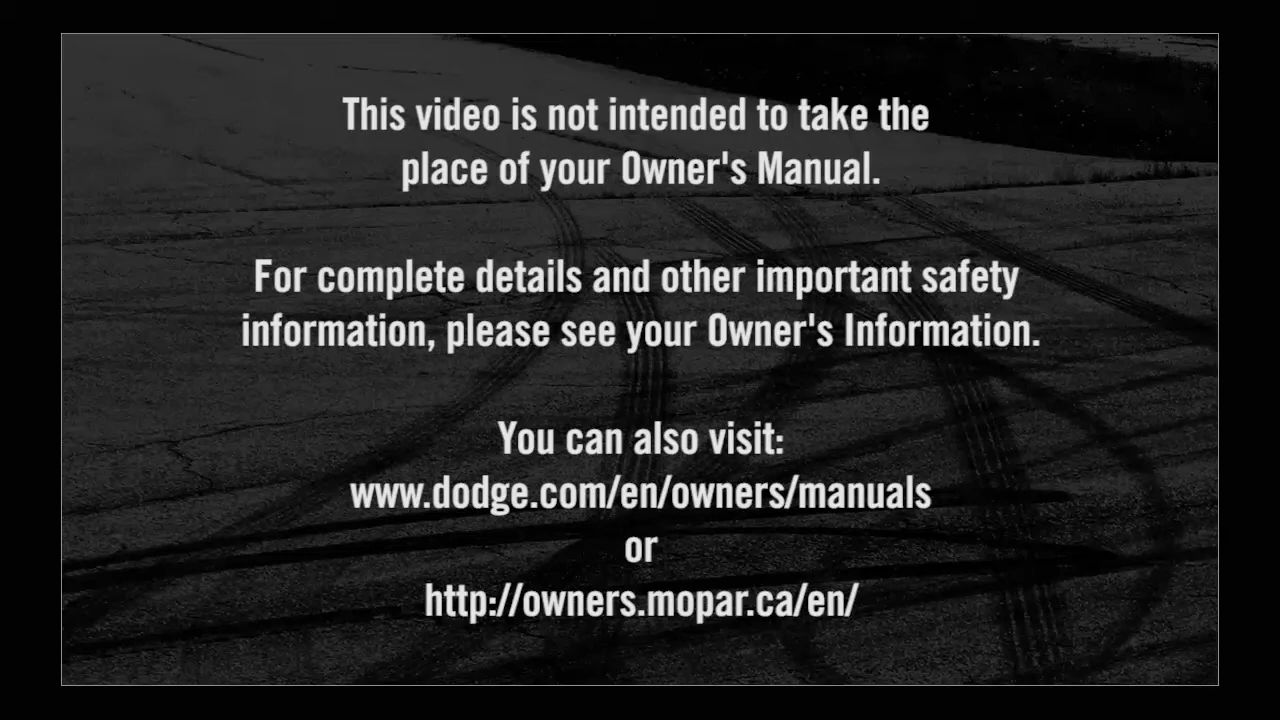 This video is not intended to take the
place of your Owner's Manual.
For complete details and other important safety
information, please see your Owner's Information.
You can also visit:
www.dodge.com/en/owners/manuals
or
http://owners.mopar.ca/en/